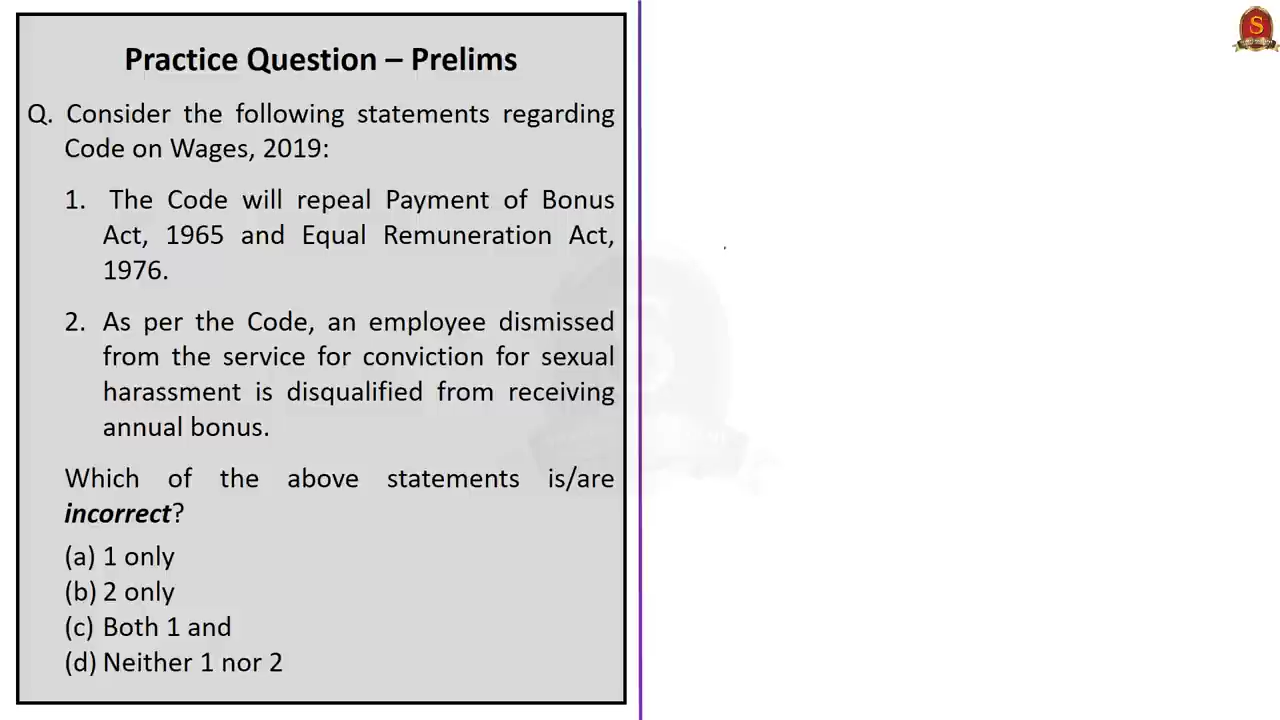 Practice Question – Prelims
Q. Consider the following statements regarding
Code on Wages, 2019:
1. The Code will repeal Payment of Bonus
Act, 1965 and Equal Remuneration Act,
1976.
2. As per the Code, an employee dismissed
from the service for conviction for sexual
harassment is disqualified from receiving
annual bonus.
Which of the above statements is/are
incorrect?
(a) 1 only
(b) 2 only
(c) Both 1 and
(d) Neither 1 nor 2
S